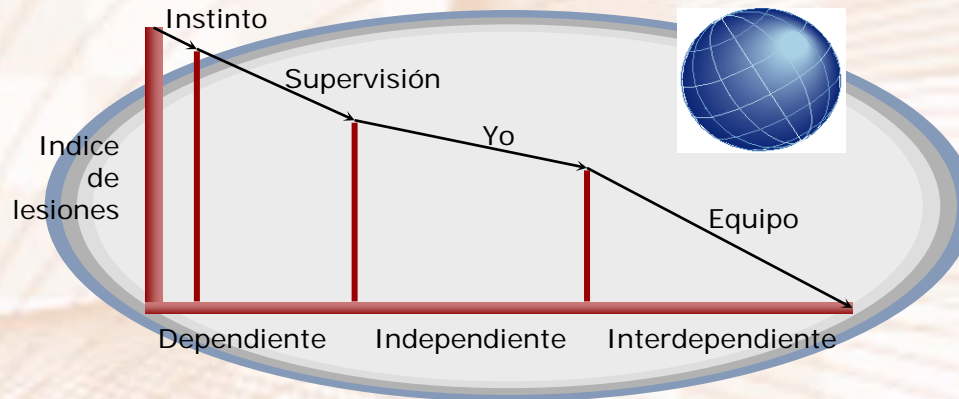 Instinto
Supervisión
Yo
Equipo
Indice
de
lesiones
Dependiente Independiente Interdependiente